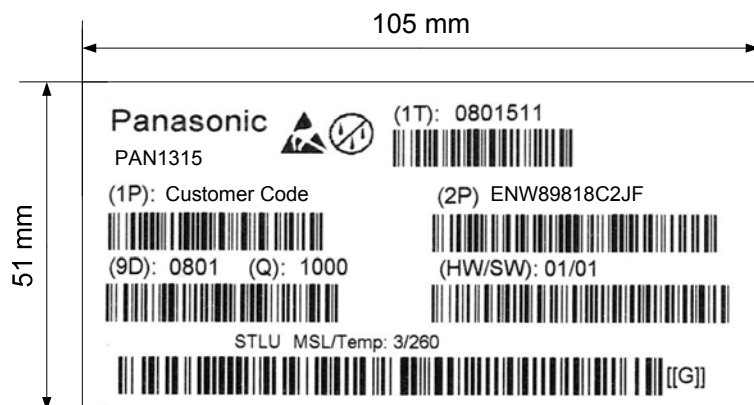 105 mm
51 mm
Panasonic
PAN1315
(1T): 0801511
(1P): Customer Code
(2P) ENW89818C2JF
(9D): 0801 (Q): 1000
(HW/SW): 01/01
STLU MSL/Temp: 3/260
[[G]]